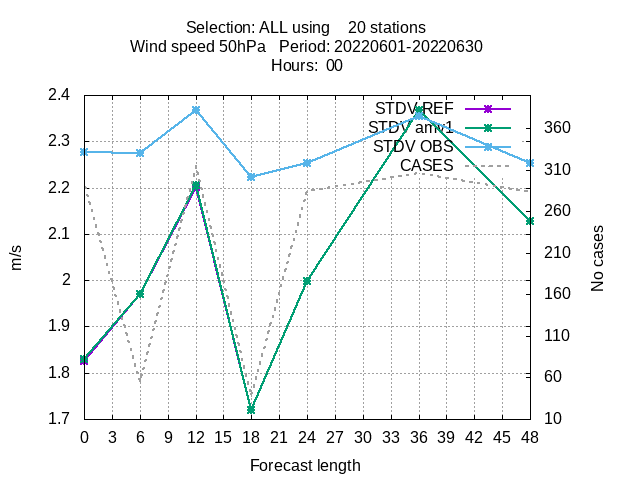 Selection: ALL using 20 stations
Wind speed 50hPa Period: 20220601-20220630
Hours: 00
STDV REF
STDV amv1
STDV OBS
CASES
2.4
2.3
2.2
2.1
2
1.9
1.8
1.7
m/s
360
310
260
210
160
110
60
10
No cases
0 3 6 9 12 15 18 21 24 27 30 33 36 39 42 45 48
Forecast length